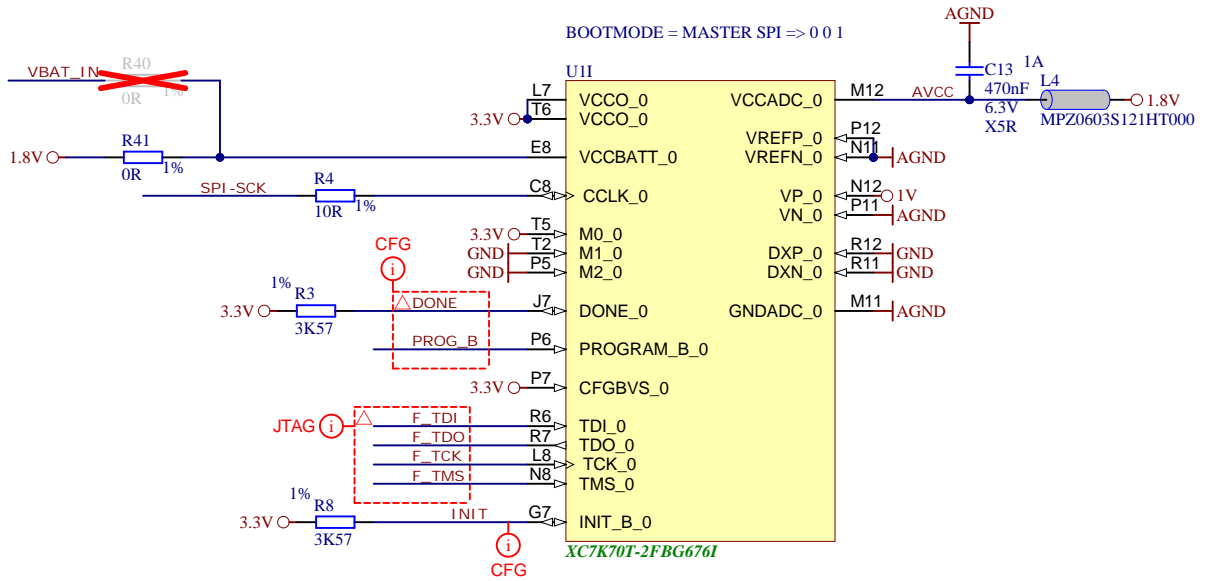 AGND
BOOTMODE = MASTER SPI => 0 0 1
VBAT_IN
R40
0R
1%
U1I
C13
470nF
6.3V
X5R
1A
L4
MPZ0603S121HT000
1.8V
AVCC
M12
VCCADC_0
L7
VCCO_0
3.3V
T6
VCCO_0
P12
VREFP_0
N11
VREFN_0
AGND
1.8V
R41
0R
1%
E8
VCCBATT_0
SPI-SCK
R4
10R
1%
C8
CCLK_0
VP_0
N12
1V
VN_0
P11
AGND
3.3V
T5
M0_0
GND
T2
M1_0
GND
P5
M2_0
DXP_0
R12
GND
DXN_0
R11
GND
CFG
i
1%
R3
3.3V
3K57
DONE
J7
DONE_0
GNDADC_0
M11
AGND
PROG_B
P6
PROGRAM_B_0
3.3V
P7
CFGBVS_0
JTAG
i
F_TDI
R6
TDI_0
F_TDO
R7
TDO_0
F_TCK
L8
TCK_0
F_TMS
N8
TMS_0
1%
R8
3.3V
3K57
INIT
G7
INIT_B_0
i
CFG
XC7K70T-2FBG676I